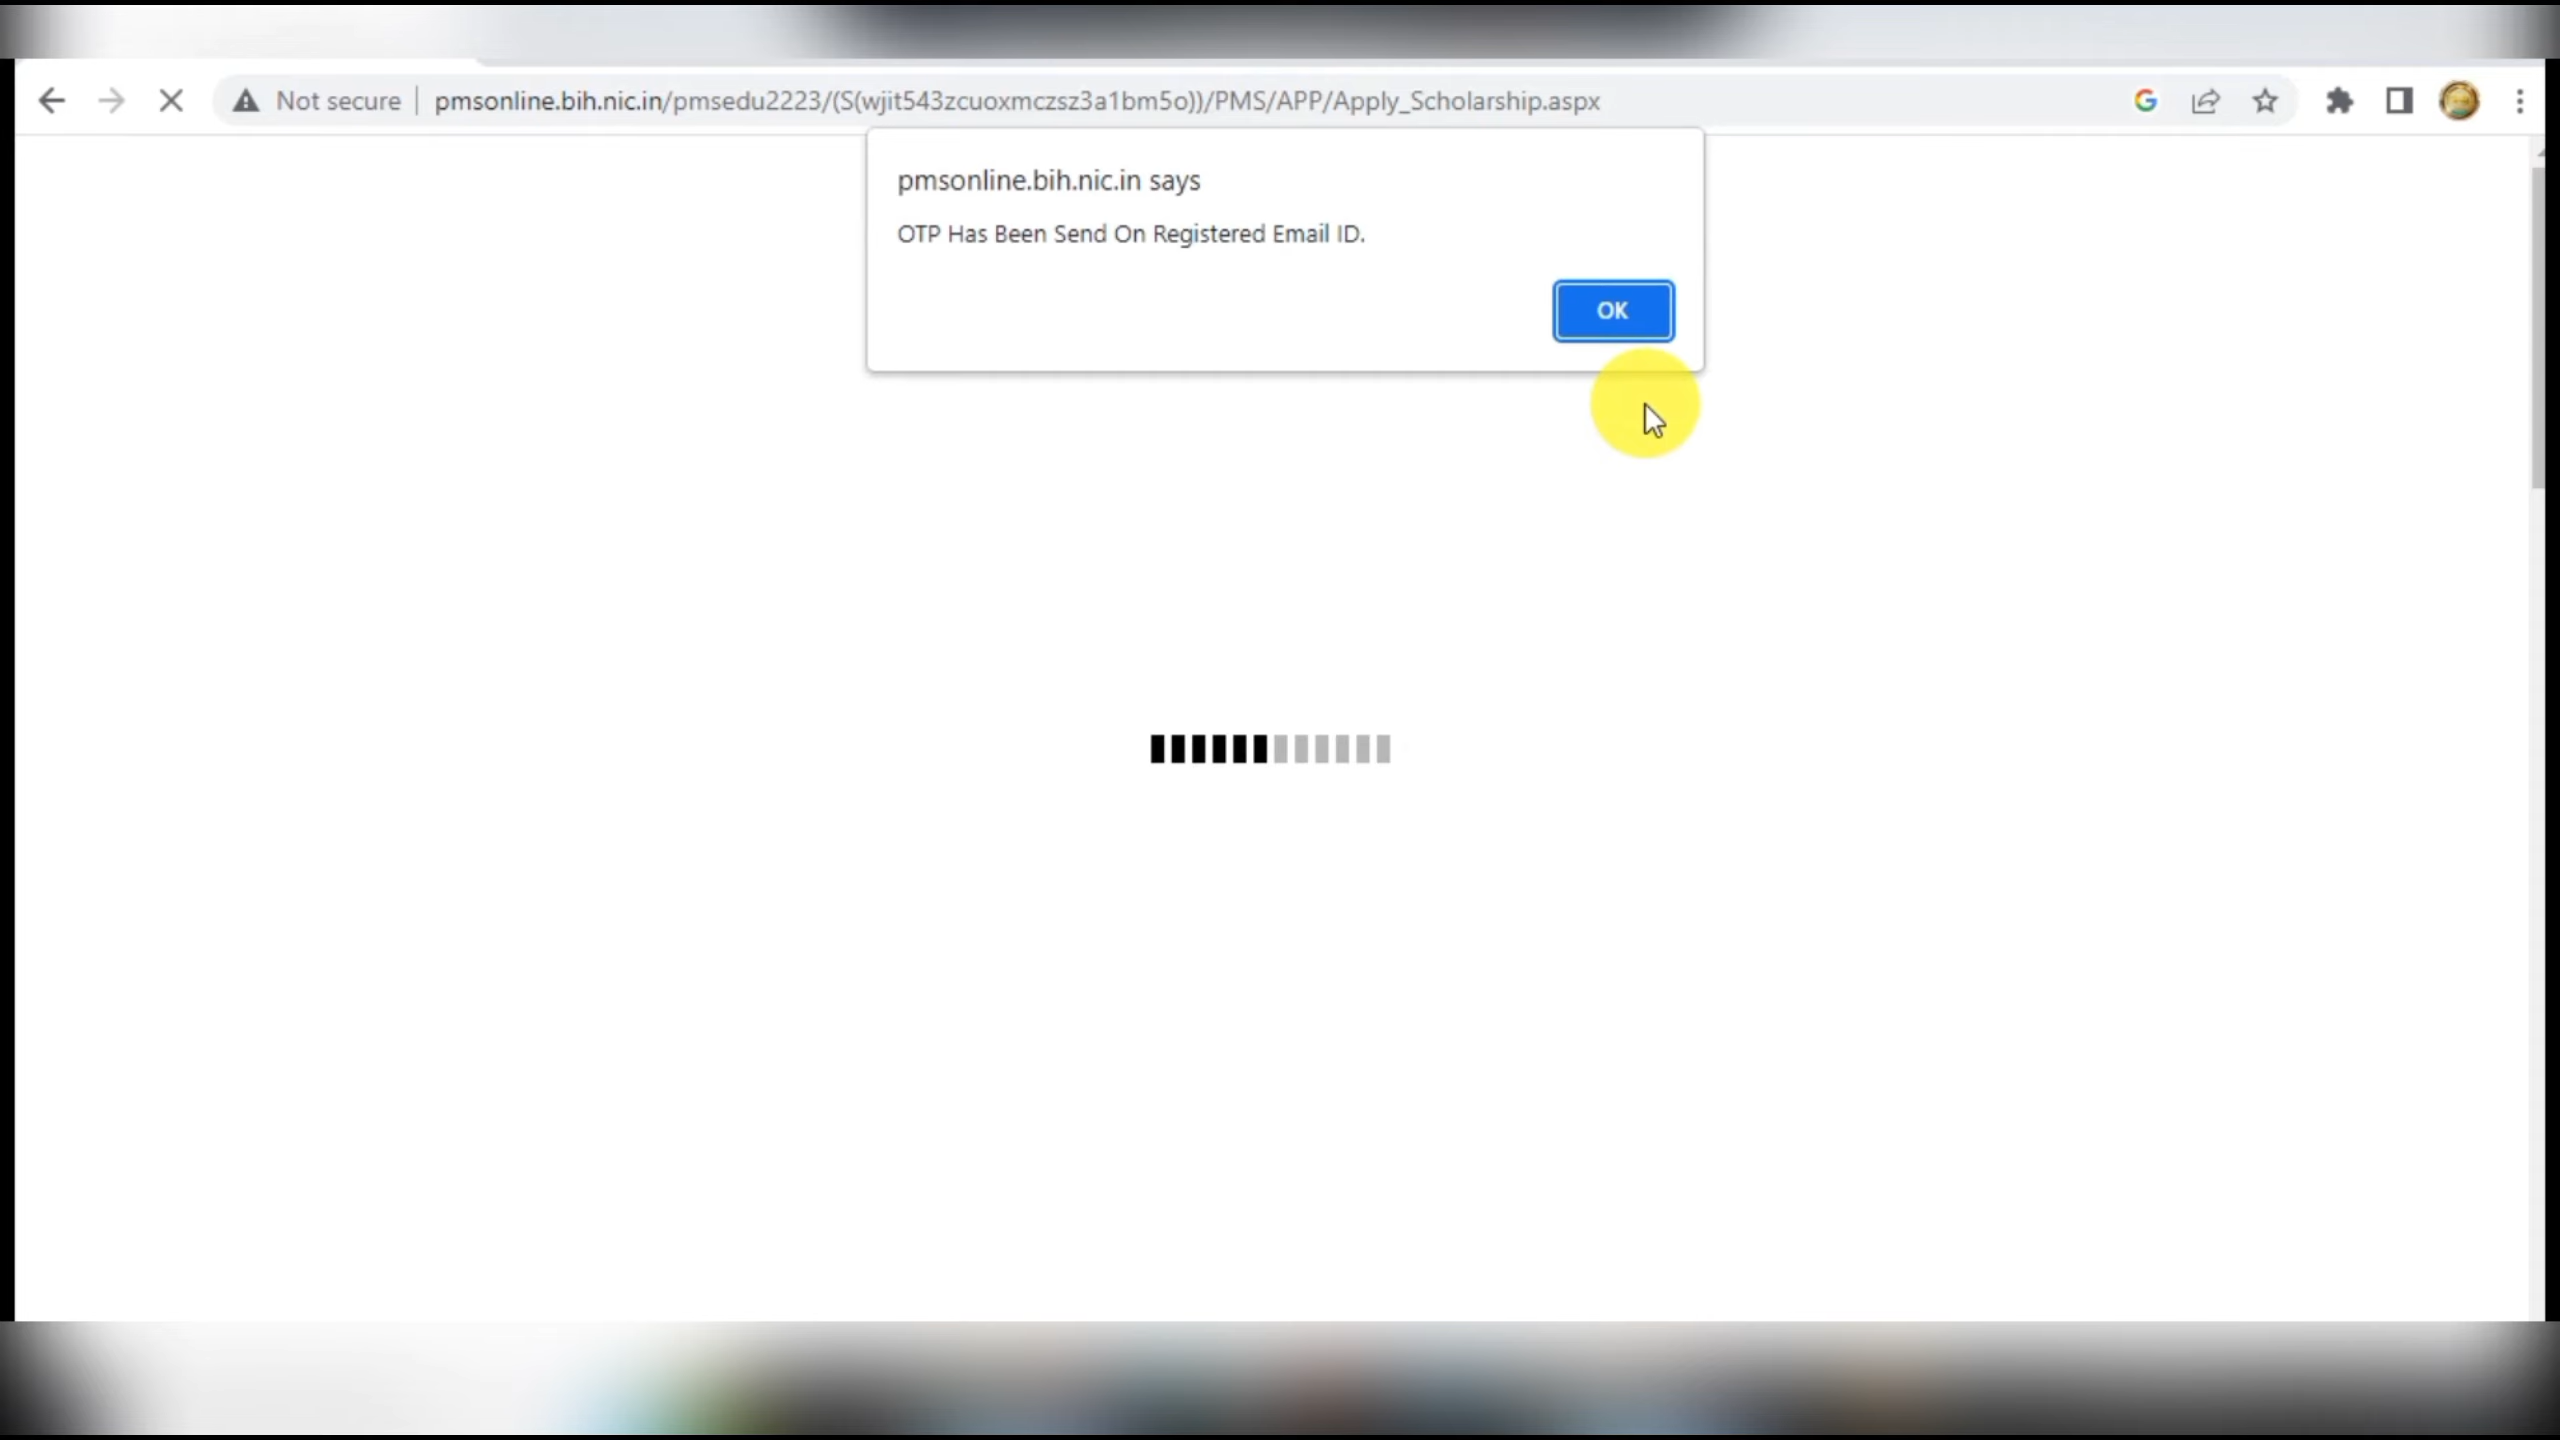 Not secure
pmsonline.bih.nic.in/pmsedu2223/(S(wjit543zcuoxmczsz3a1bm5o))/PMS/APP/Apply_Scholarship.aspx
pmsonline.bih.nic.in says
OTP Has Been Send On Registered Email ID.
OK